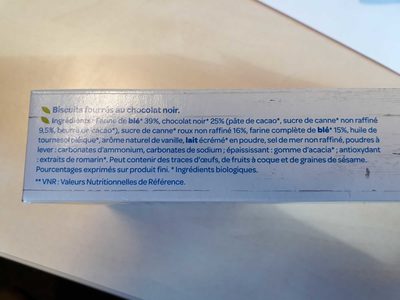 Biscuits fourrés au chocolat noir.
Ingrédients : Farine de blé* 39%, chocolat noir* 25% (pâte de cacao*, sucre de canne* non raffiné
9,5%, beurre de cacao*), sucre de canne* roux non raffiné 16%, farine complète de blé* 15%, huile de
tournesol palmiste*, arôme naturel de vanille, lait écrémé* en poudre, sel de mer non raffiné, poudres à
lever : carbonates d'ammonium, carbonates de sodium ; épaississant : gomme d'acacia* ; antioxydant
: extraits de romarin*. Peut contenir des traces d'œufs, de fruits à coque et de graines de sésame.
Pourcentages exprimés sur produit fini. * Ingrédients biologiques.
** VNR : Valeurs Nutritionnelles de Référence.